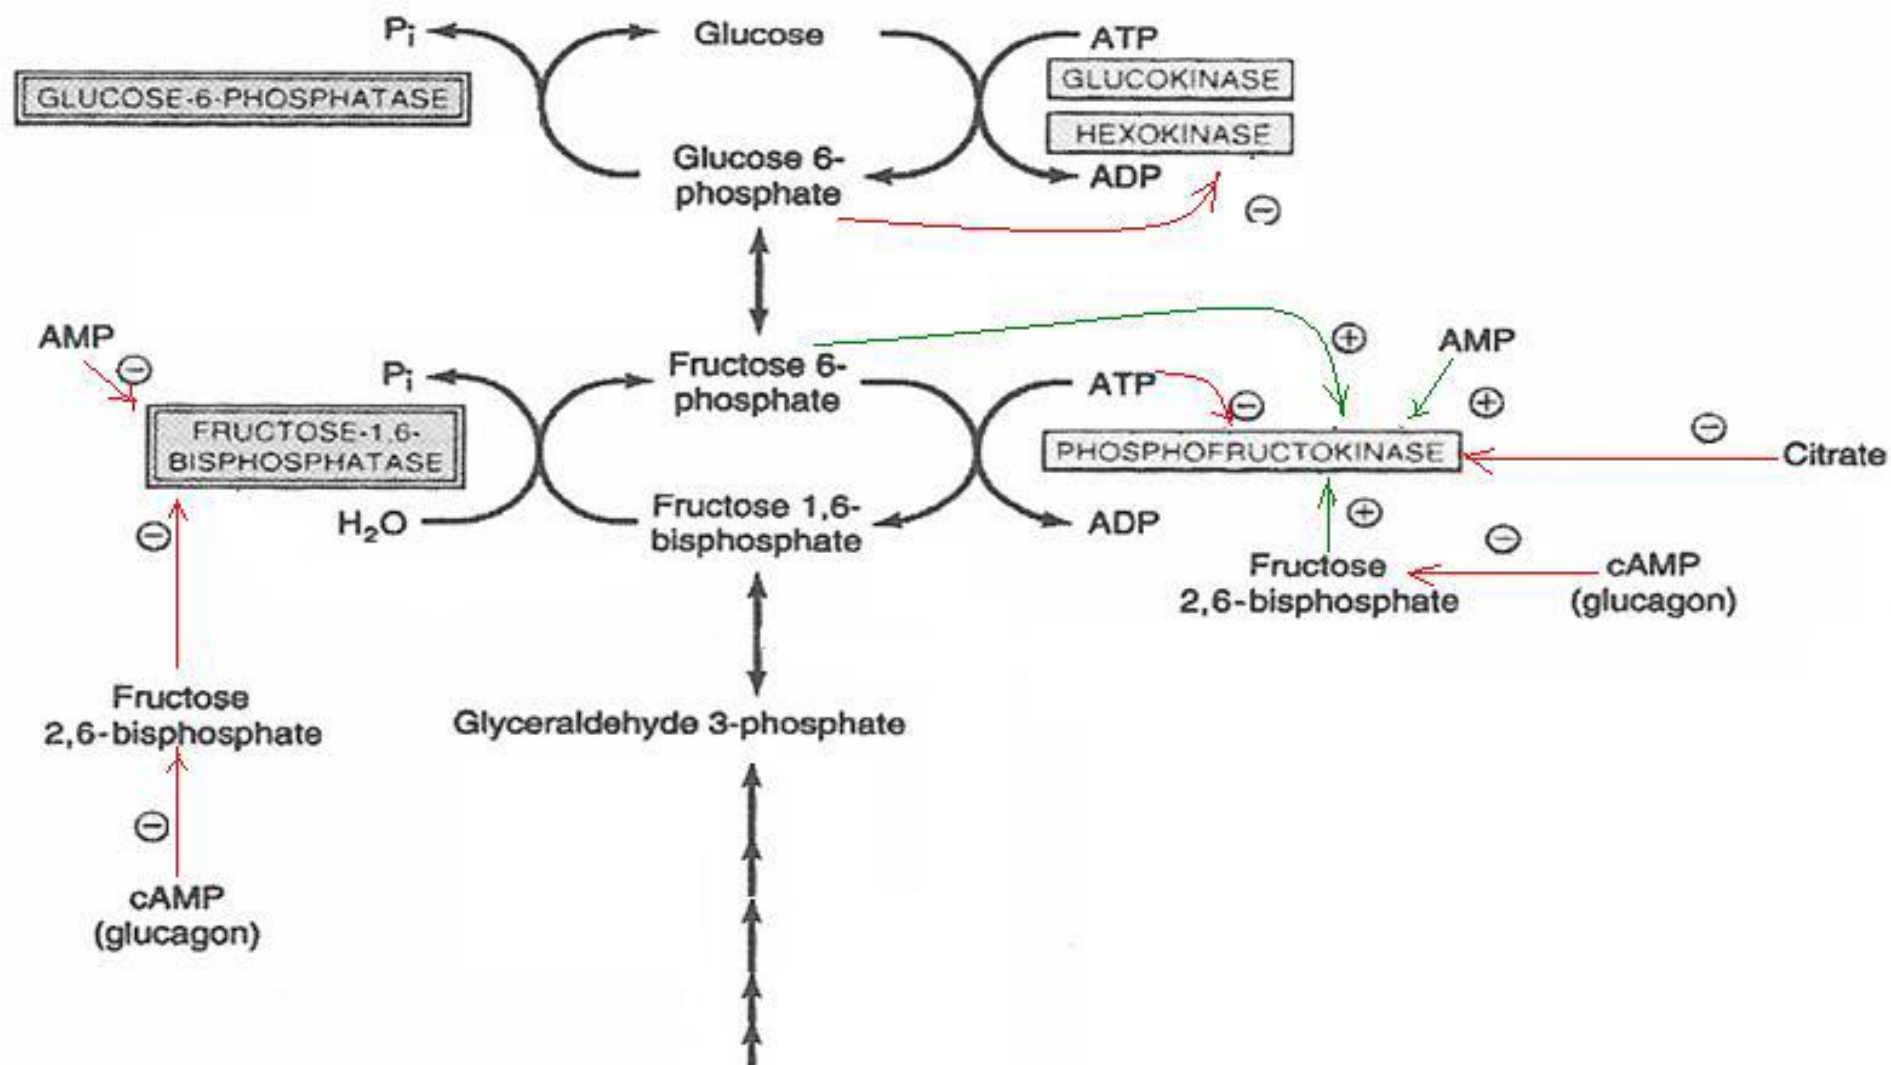 Pi
Glucose
ATP
GLUCOSE-6-PHOSPHATASE
GLUCOKINASE
HEXOKINASE
Glucose 6-
phosphate
ADP
⊖
AMP
⊖
Pi
Fructose 6-
phosphate
ATP
⊖
⊕
AMP
⊕
FRUCTOSE-1,6-
BISPHOSPHATASE
PHOSPHOFRUCTOKINASE
⊖
Citrate
H₂O
⊖
Fructose 1,6-
bisphosphate
ADP
⊕
Fructose
2,6-bisphosphate
⊖
cAMP
(glucagon)
Fructose
2,6-bisphosphate
Glyceraldehyde 3-phosphate
⊖
cAMP
(glucagon)